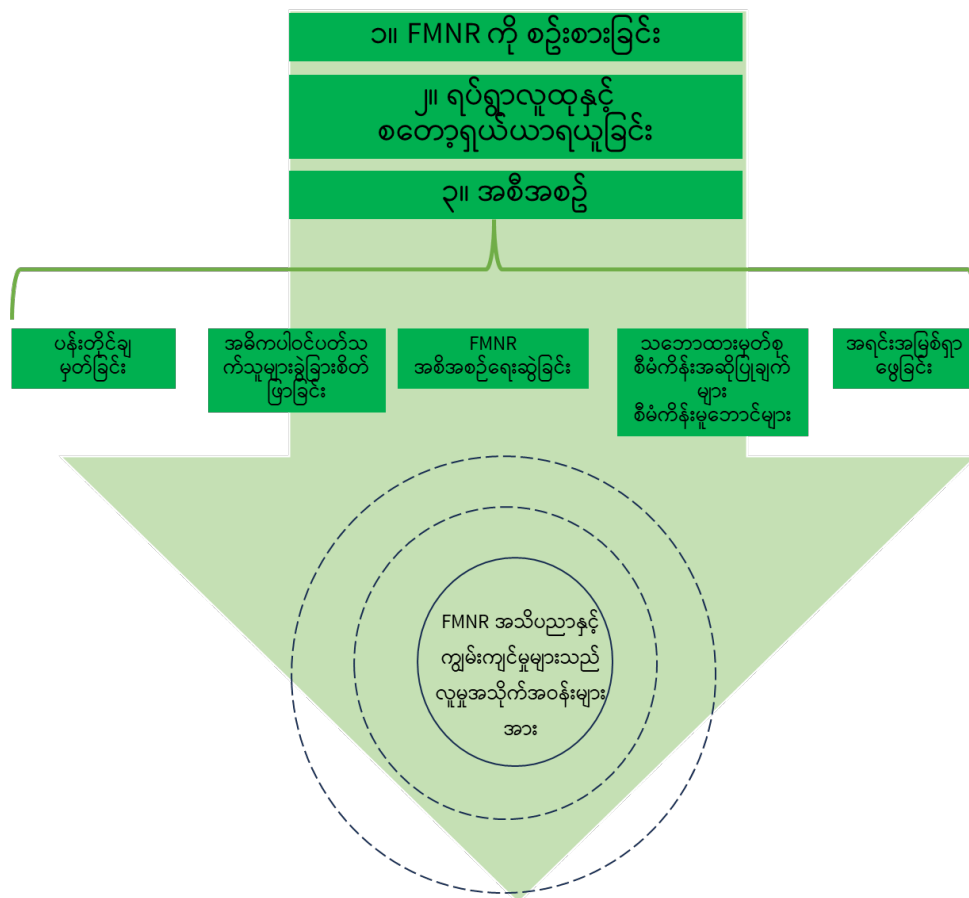 ၁။ FMNR ကို စဉ်းစားခြင်း
၂။ ရပ်ရွာလူထုနှင့်
စတော့ရှယ်ယာရယူခြင်း
၃။ အစီအစဉ်
ပန်းတိုင်ချ
မှတ်ခြင်း
အဓိကပါဝင်ပတ်သ
က်သူများခွဲခြားစိတ်
ဖြာခြင်း
FMNR
အစီအစဉ်ရေးဆွဲခြင်း
သဘောထားမှတ်စု
စီမံကိန်းအဆိုပြုချက်
များ
စီမံကိန်းမူဘောင်များ
အရင်းအမြစ်ရှာ
ဖွေခြင်း
FMNR အသိပညာနှင့်
ကျွမ်းကျင်မှုများသည်
လူမှုအသိုက်အဝန်းများ
အား